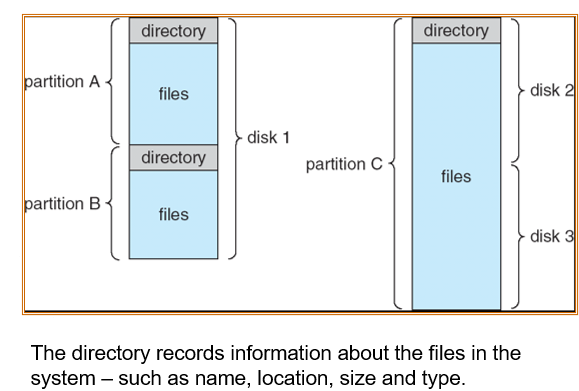 directory
partition A
files
disk 1
directory
partition B
files
directory
disk 2
partition C
files
disk 3
The directory records information about the files in the
system – such as name, location, size and type.